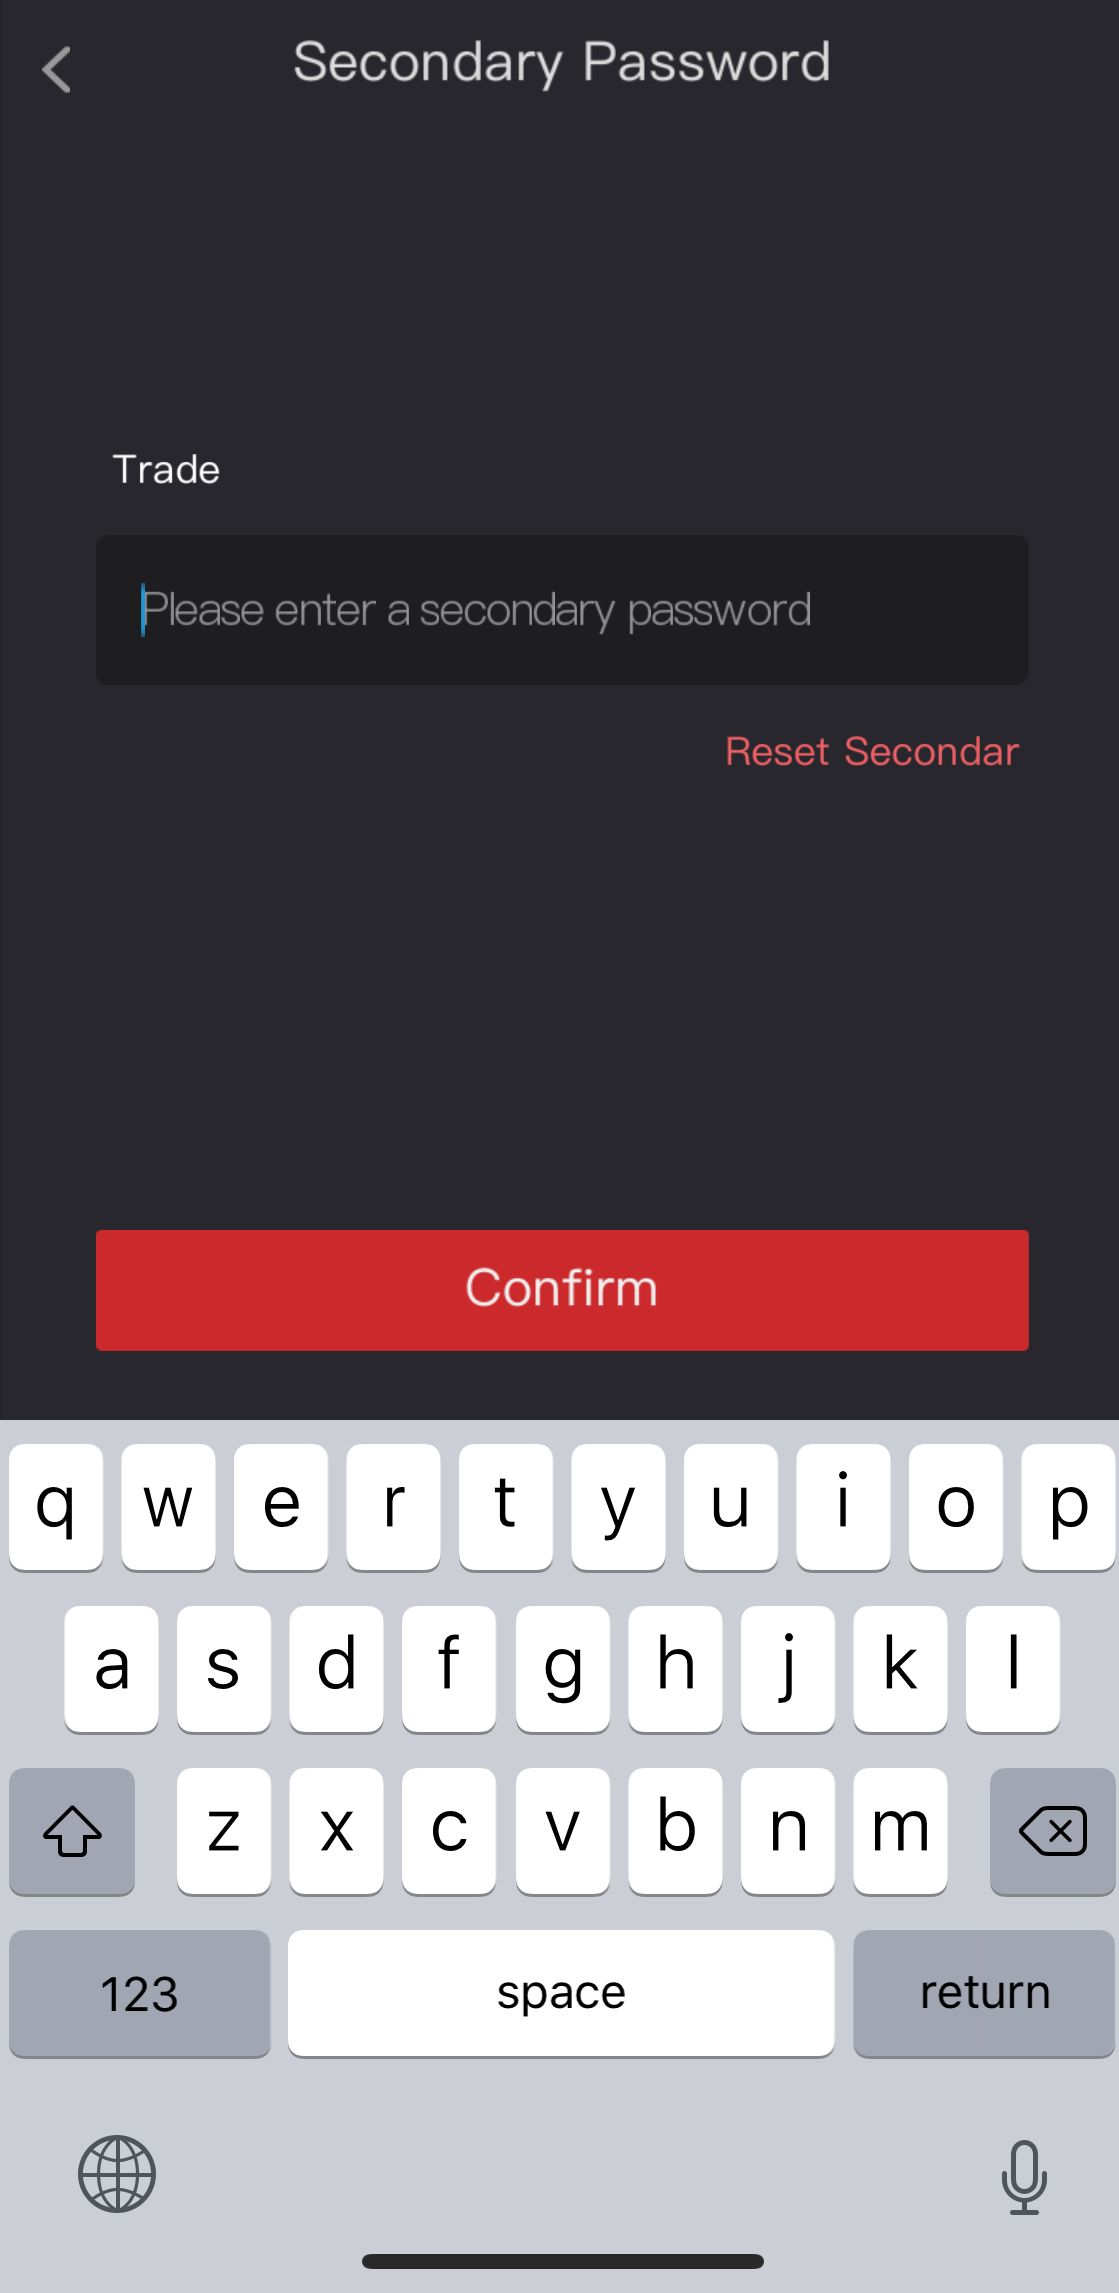 Secondary Password
Trade
Please enter a secondary password
Reset Secondar
Confirm
q w e r t y u i o p
a s d f g h j k l
z x c v b n m
123 space return